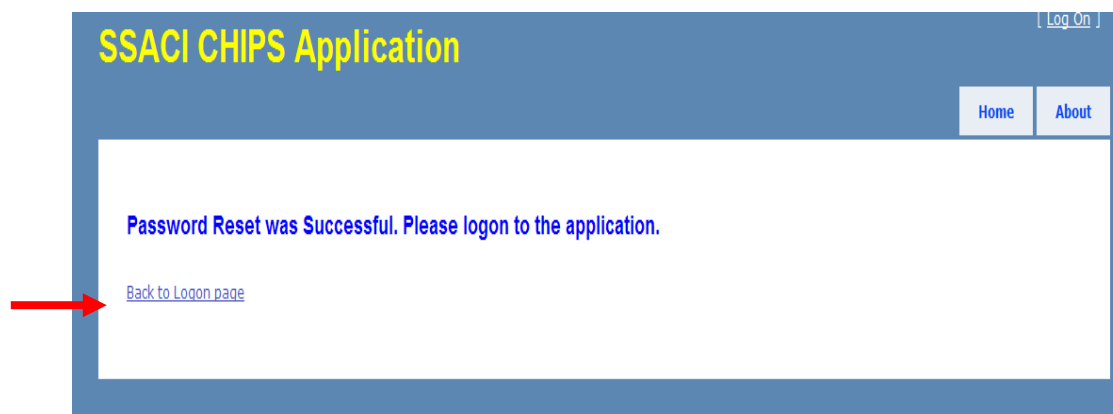 [ Log On ]
SSACI CHIPS Application
Home About
Password Reset was Successful. Please logon to the application.
Back to Logon page